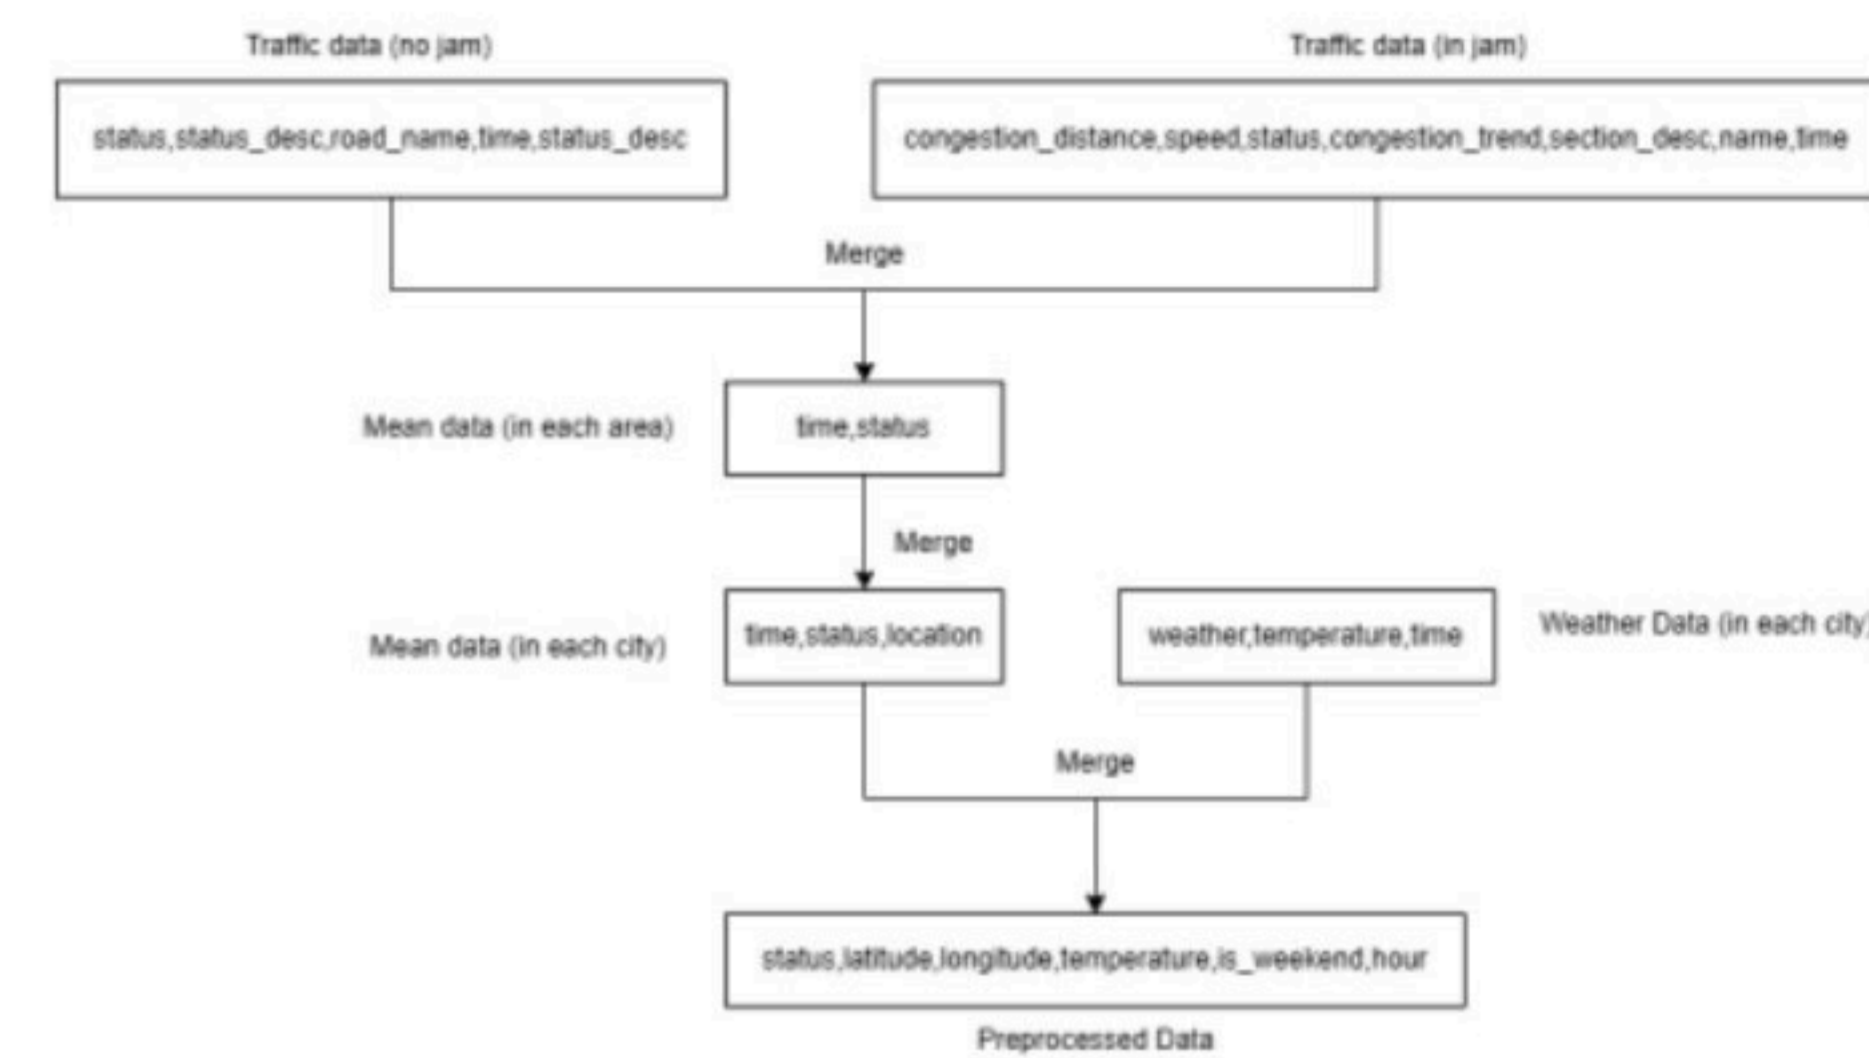 Traffic data (no jam)
Traffic data (in jam)
status,status_desc,road_name,time,status_desc
congestion_distance,speed,status,congestion_trend,section_desc,name,time
Merge
Mean data (in each area)
time,status
Merge
Mean data (in each city)
time,status,location
weather,temperature,time
Weather Data (in each city)
Merge
status,latitude,longitude,temperature,is_weekend,hour
Preprocessed Data